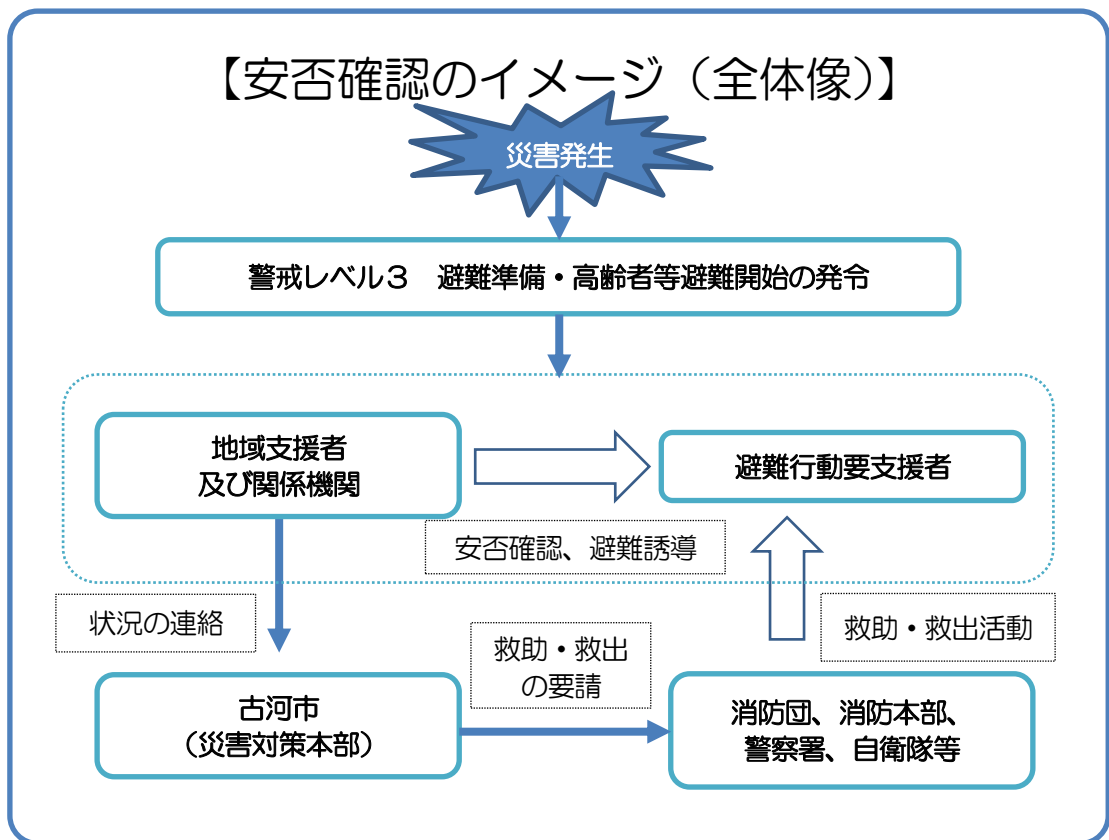 【安否確認のイメージ（全体像）】
災害発生
警戒レベル３　避難準備・高齢者等避難開始の発令
地域支援者
及び関係機関
避難行動要支援者
安否確認、避難誘導
状況の連絡
救助・救出
の要請
救助・救出活動
古河市
（災害対策本部）
消防団、消防本部、
警察署、自衛隊等